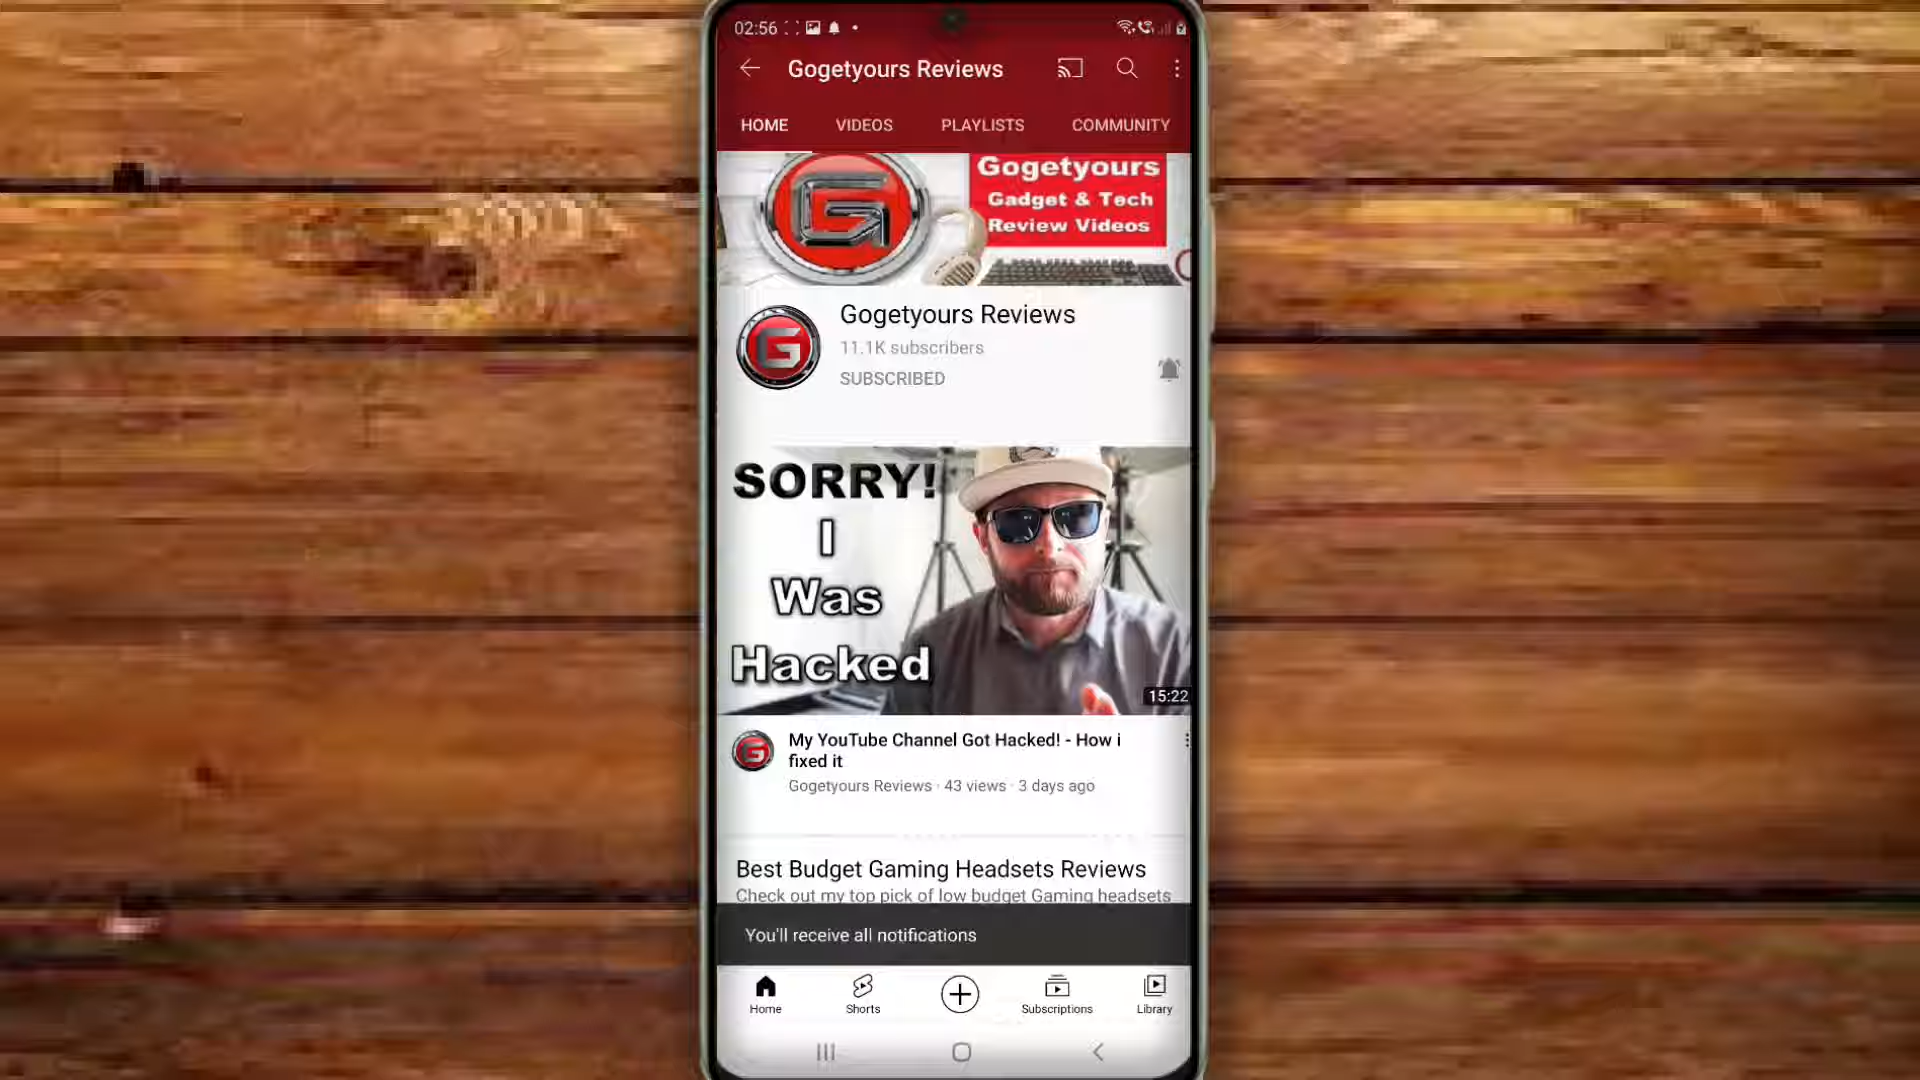 02:56
Gogetyours Reviews
HOME VIDEOS PLAYLISTS COMMUNITY
Gogetyours
Gadget & Tech
Review Videos
Gogetyours Reviews
11.1K subscribers
SUBSCRIBED
SORRY!
I
Was
Hacked
15:22
My YouTube Channel Got Hacked! - How i
fixed it
Gogetyours Reviews · 43 views · 3 days ago
Best Budget Gaming Headsets Reviews
Check out my top pick of low budget Gaming headsets
You'll receive all notifications
Home Shorts Subscriptions Library